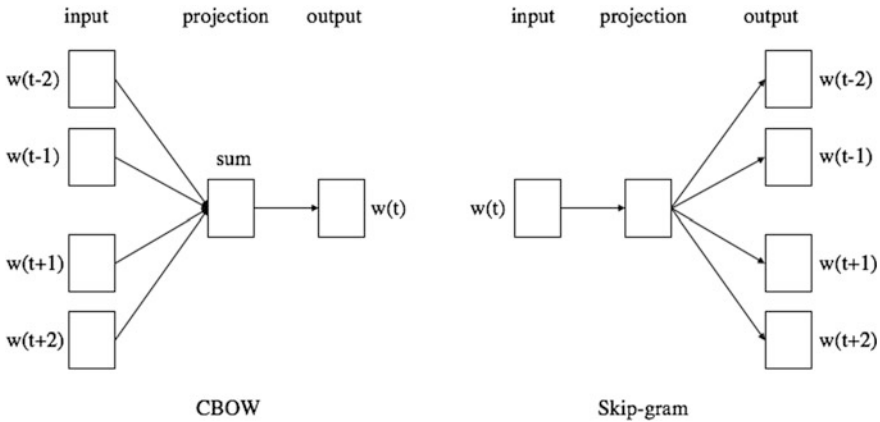 input projection output
w(t-2)
w(t-1)
sum
w(t)
w(t+1)
w(t+2)
CBOW
input projection output
w(t-2)
w(t-1)
w(t)
w(t+1)
w(t+2)
Skip-gram